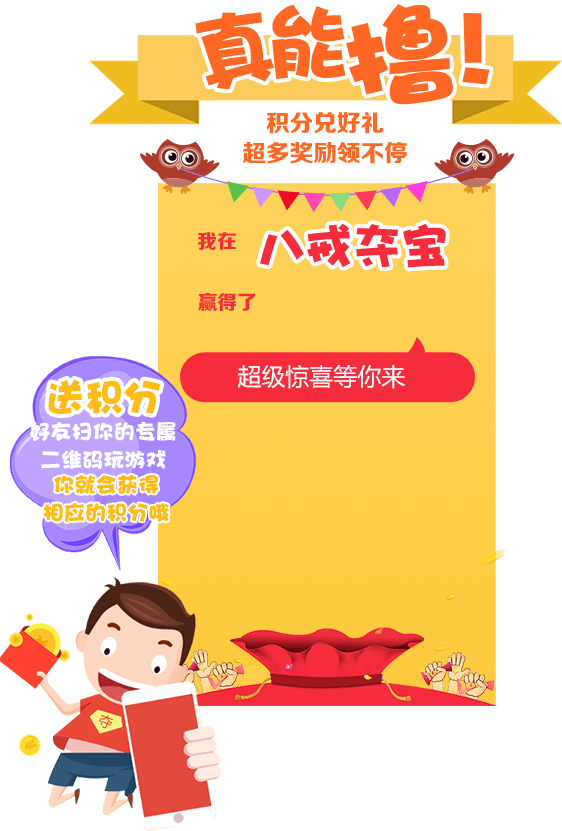 真能撸!
积分兑好礼
超多奖励领不停
我在 八戒夺宝
赢得了
超级惊喜等你来
送积分
好友扫你的专属
二维码玩游戏
你就会获得
相应的积分哦